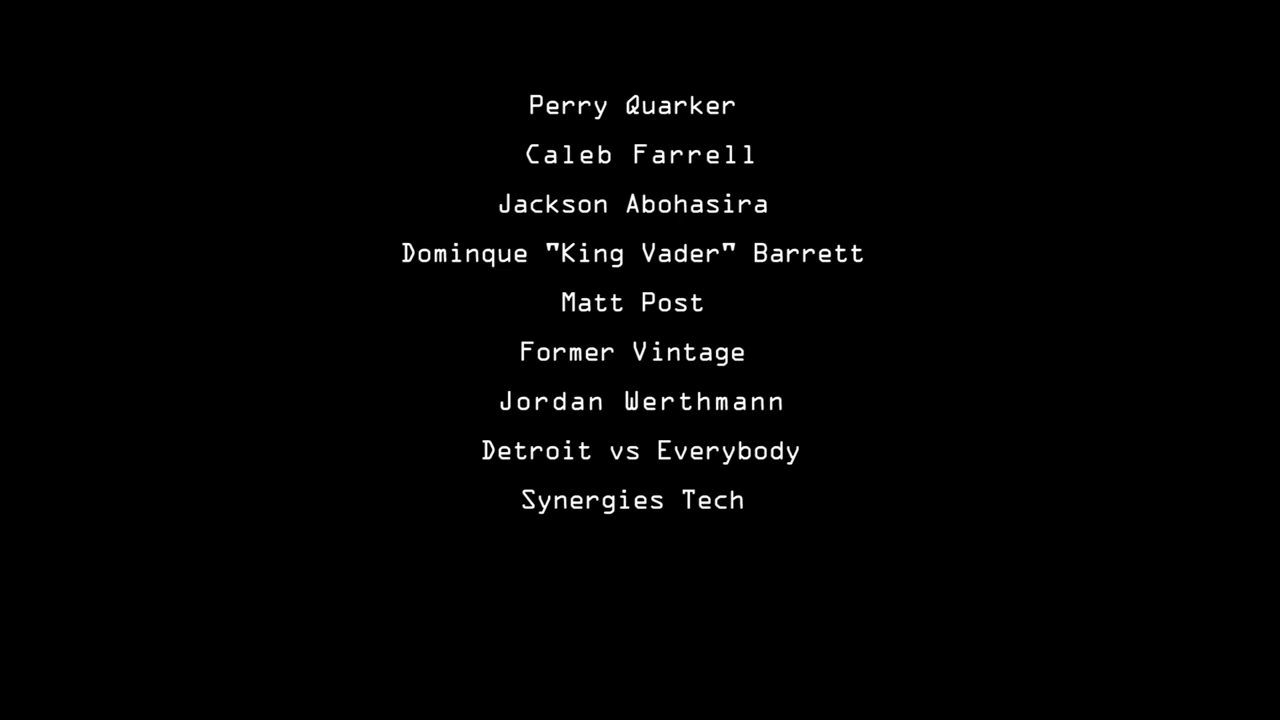 Perry Quarker
Caleb Farrell
Jackson Abohasira
Dominque "King Vader" Barrett
Matt Post
Former Vintage
Jordan Werthmann
Detroit vs Everybody
Synergies Tech